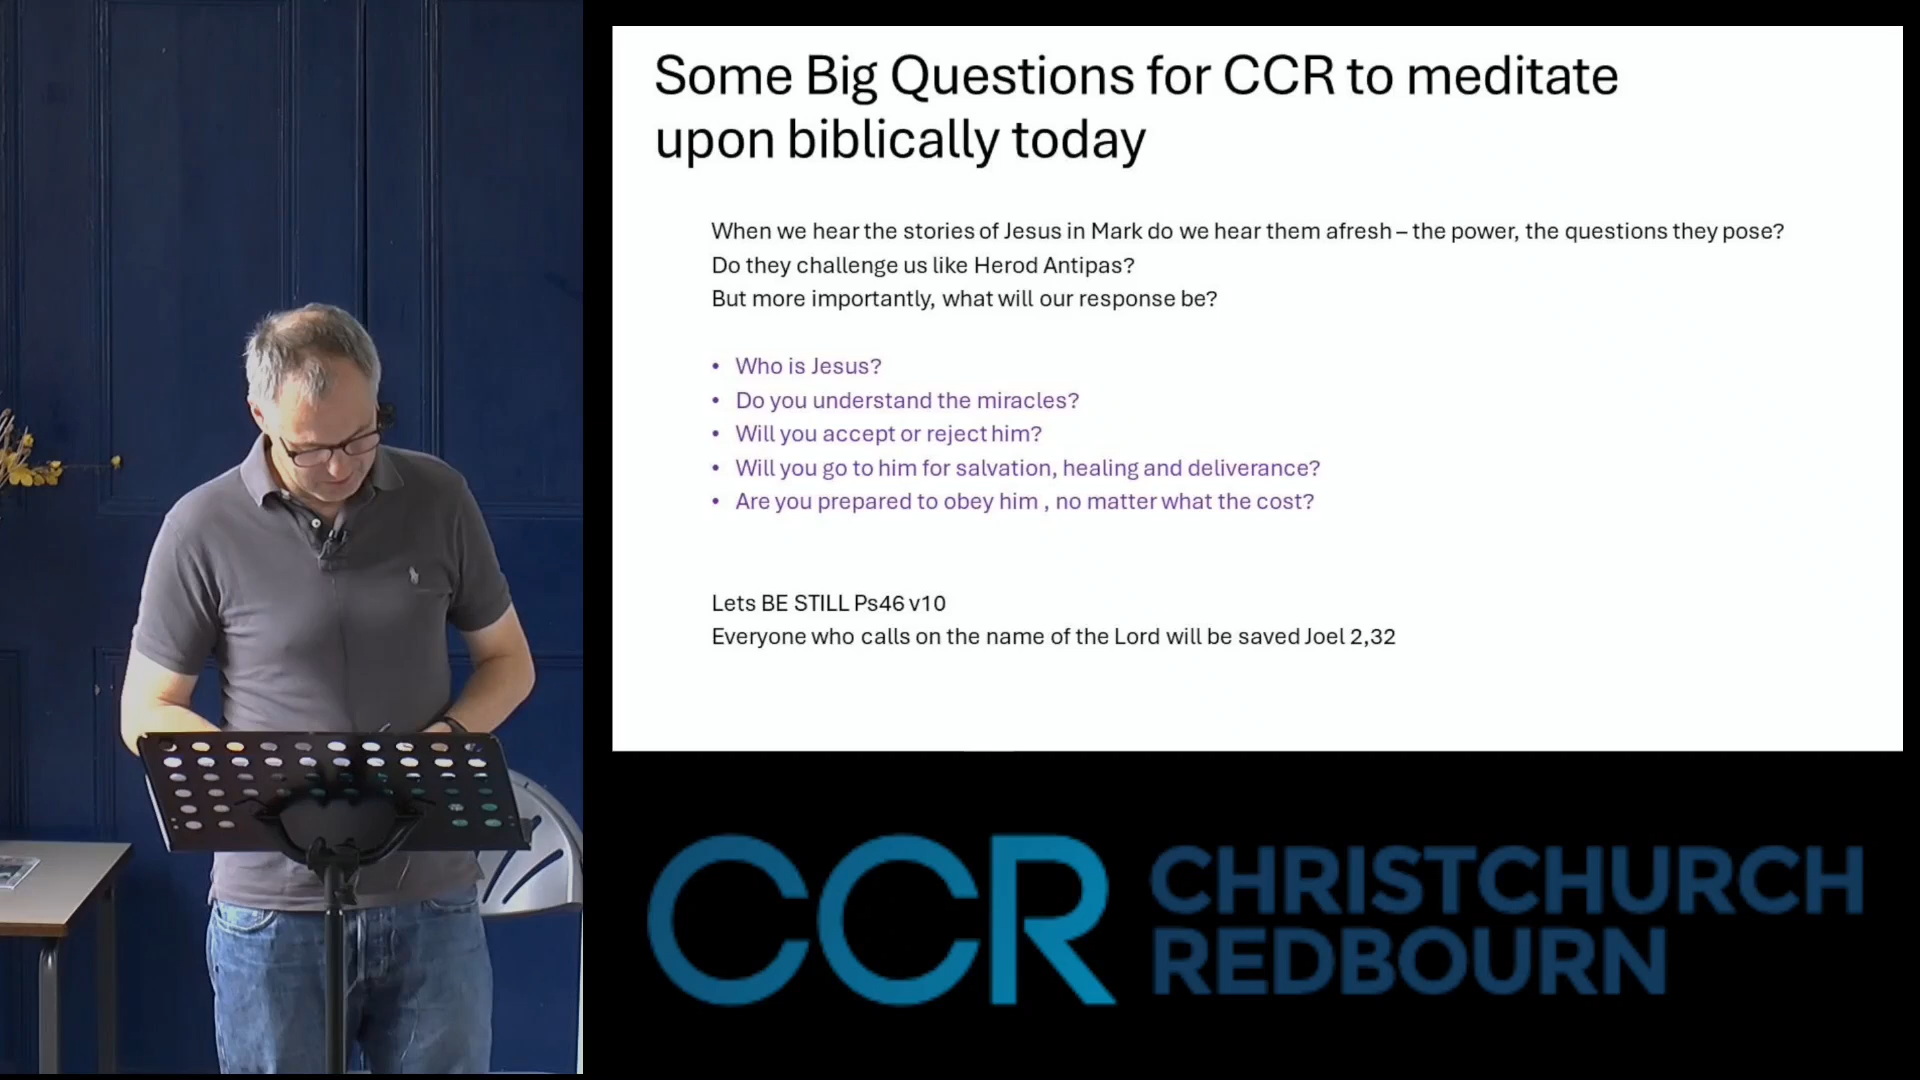 Some Big Questions for CCR to meditate
upon biblically today
When we hear the stories of Jesus in Mark do we hear them afresh – the power, the questions they pose?
Do they challenge us like Herod Antipas?
But more importantly, what will our response be?
• Who is Jesus?
• Do you understand the miracles?
• Will you accept or reject him?
• Will you go to him for salvation, healing and deliverance?
• Are you prepared to obey him , no matter what the cost?
Lets BE STILL Ps46 v10
Everyone who calls on the name of the Lord will be saved Joel 2,32
CCR
CHRISTCHURCH
REDBOURN